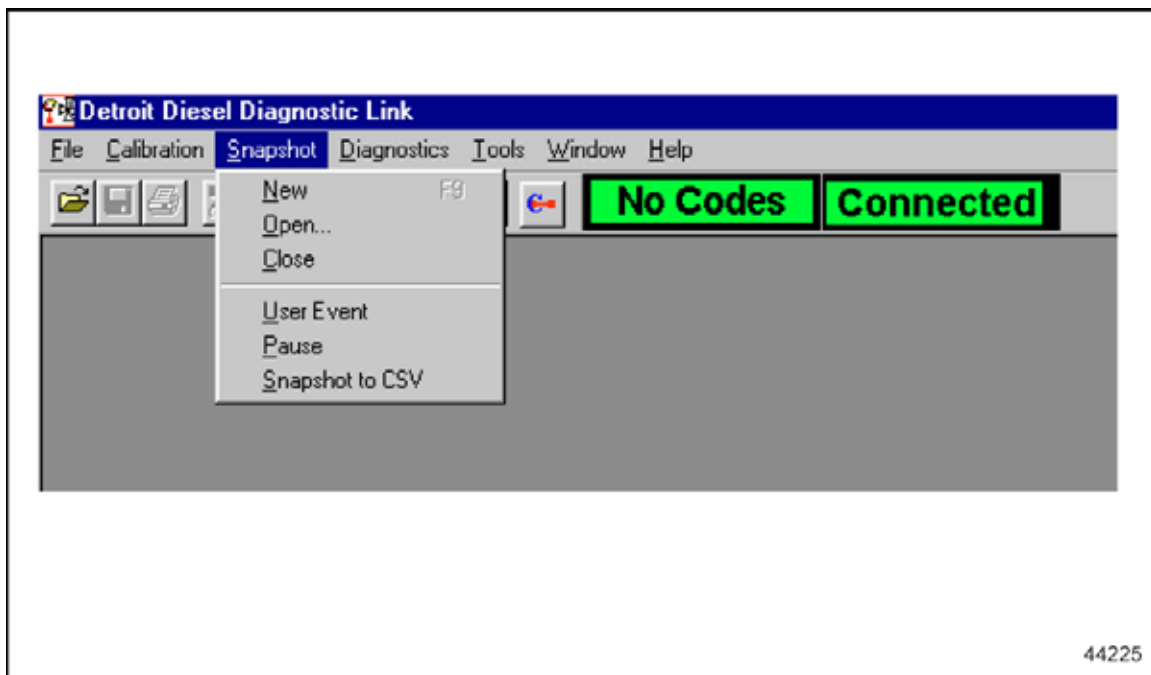 Detroit Diesel Diagnostic Link
File Calibration Snapshot Diagnostics Tools Window Help
No Codes Connected
New F9
Open...
Close
User Event
Pause
Snapshot to CSV
44225